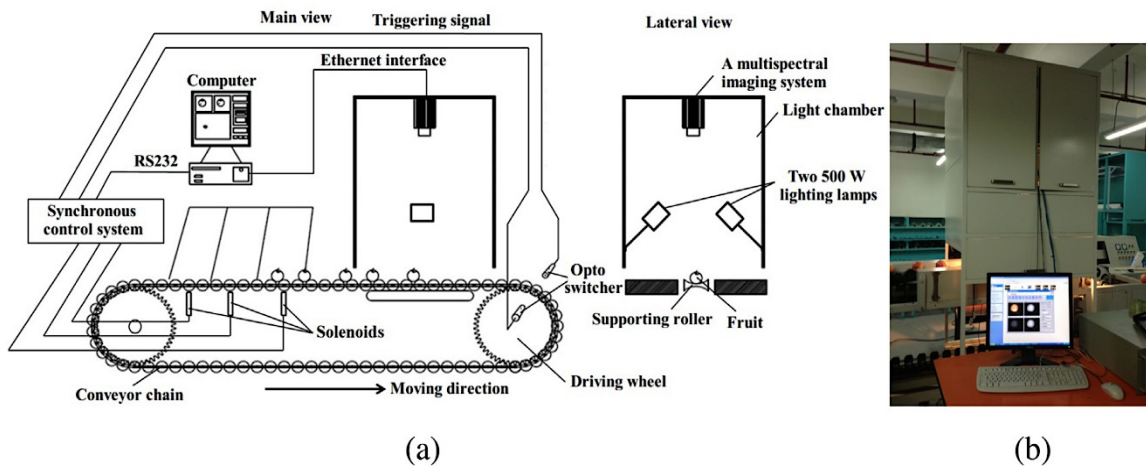 Main view
Triggering signal
Lateral view
Ethernet interface
Computer
A multispectral
imaging system
Light chamber
RS232
Two 500 W
lighting lamps
Synchronous
control system
Opto
switcher
Solenoids
Supporting roller
Fruit
Conveyor chain
Moving direction
Driving wheel
(a)
(b)